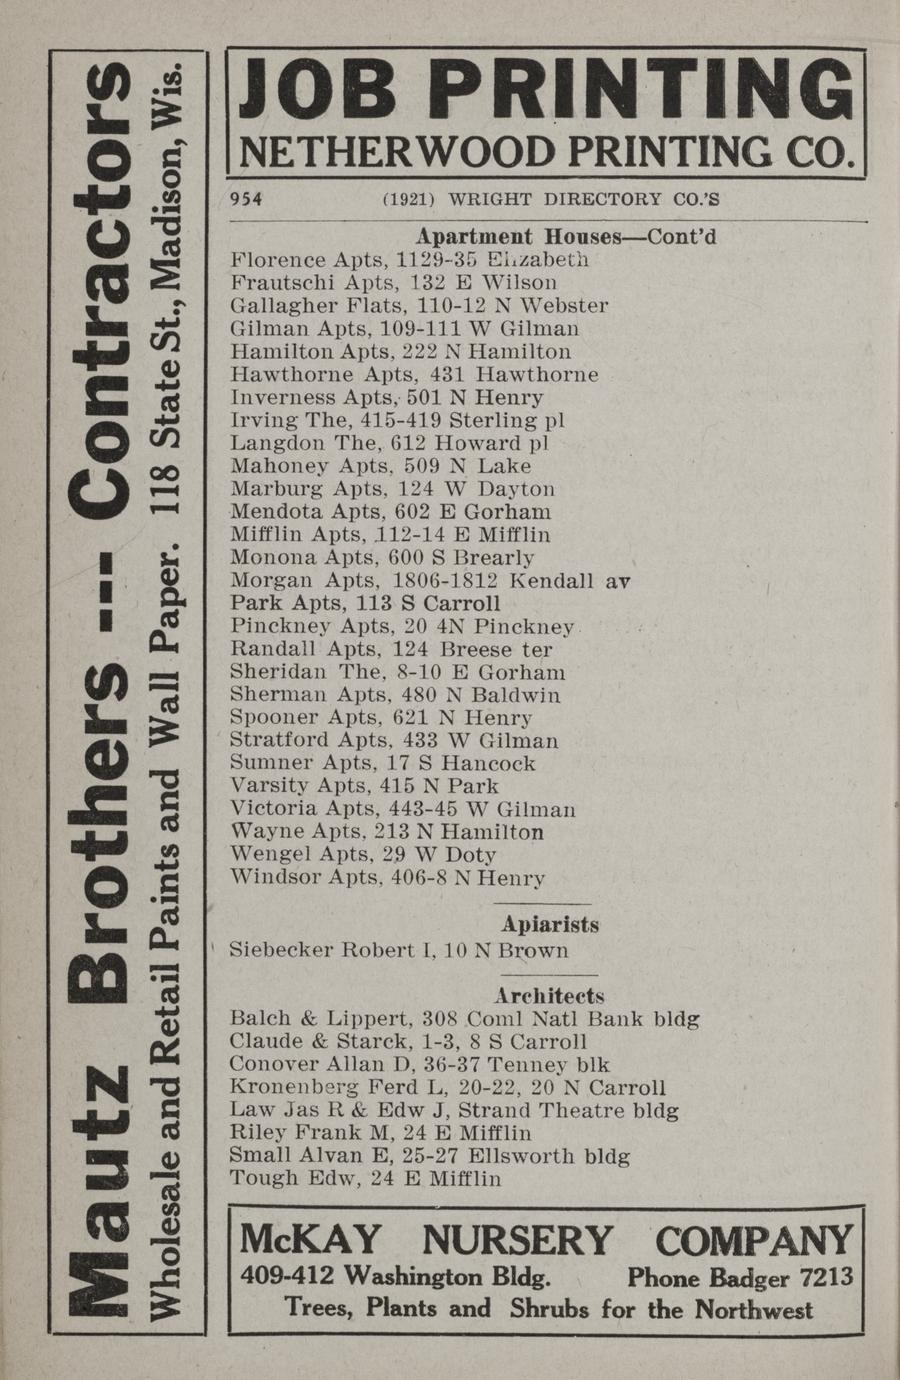 Mautz Brothers --- Contractors
Wholesale and Retail Paints and Wall Paper. 118 State St., Madison, Wis.
JOB PRINTING
NETHERWOOD PRINTING CO.
954 (1921) WRIGHT DIRECTORY CO.'S
Apartment Houses—Cont'd
Florence Apts, 1129-35 Elizabeth
Frautschi Apts, 132 E Wilson
Gallagher Flats, 110-12 N Webster
Gilman Apts, 109-111 W Gilman
Hamilton Apts, 222 N Hamilton
Hawthorne Apts, 431 Hawthorne
Inverness Apts, 501 N Henry
Irving The, 415-419 Sterling pl
Langdon The, 612 Howard pl
Mahoney Apts, 509 N Lake
Marburg Apts, 124 W Dayton
Mendota Apts, 602 E Gorham
Mifflin Apts, 112-14 E Mifflin
Monona Apts, 600 S Brearly
Morgan Apts, 1806-1812 Kendall av
Park Apts, 113 S Carroll
Pinckney Apts, 20 4N Pinckney
Randall Apts, 124 Breese ter
Sheridan The, 8-10 E Gorham
Sherman Apts, 480 N Baldwin
Spooner Apts, 621 N Henry
Stratford Apts, 433 W Gilman
Sumner Apts, 17 S Hancock
Varsity Apts, 415 N Park
Victoria Apts, 443-45 W Gilman
Wayne Apts, 213 N Hamilton
Wengel Apts, 29 W Doty
Windsor Apts, 406-8 N Henry
Apiarists
Siebecker Robert I, 10 N Brown
Architects
Balch & Lippert, 308 Coml Natl Bank bldg
Claude & Starck, 1-3, 8 S Carroll
Conover Allan D, 36-37 Tenney blk
Kronenberg Ferd L, 20-22, 20 N Carroll
Law Jas R & Edw J, Strand Theatre bldg
Riley Frank M, 24 E Mifflin
Small Alvan E, 25-27 Ellsworth bldg
Tough Edw, 24 E Mifflin
McKAY NURSERY COMPANY
409-412 Washington Bldg. Phone Badger 7213
Trees, Plants and Shrubs for the Northwest